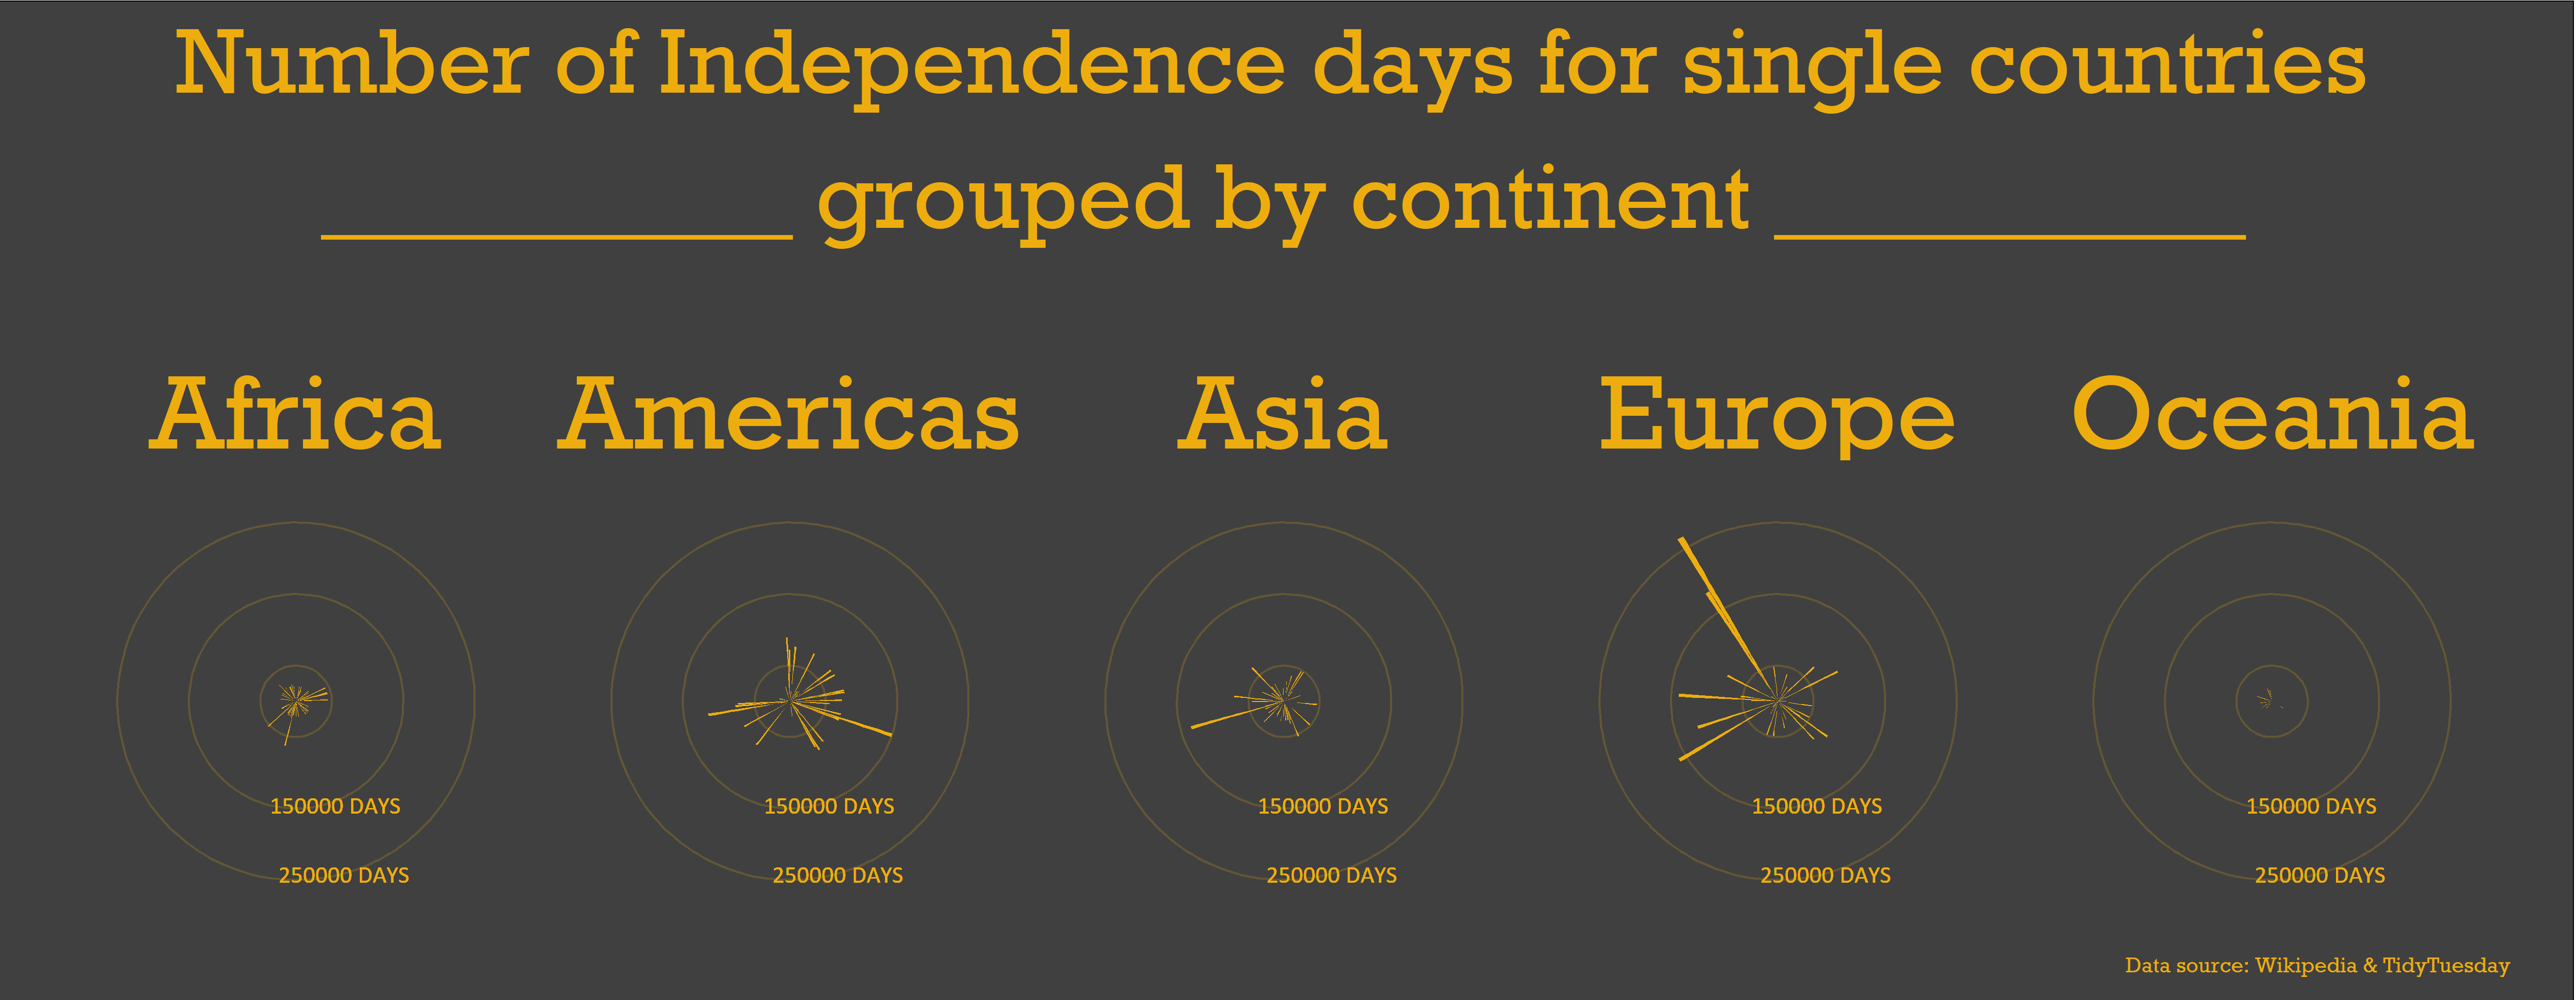 Number of Independence days for single countries
____________ grouped by continent ____________
Africa
Americas
Asia
Europe
Oceania
150000 DAYS
250000 DAYS
150000 DAYS
250000 DAYS
150000 DAYS
250000 DAYS
150000 DAYS
250000 DAYS
150000 DAYS
250000 DAYS
Data source: Wikipedia & TidyTuesday